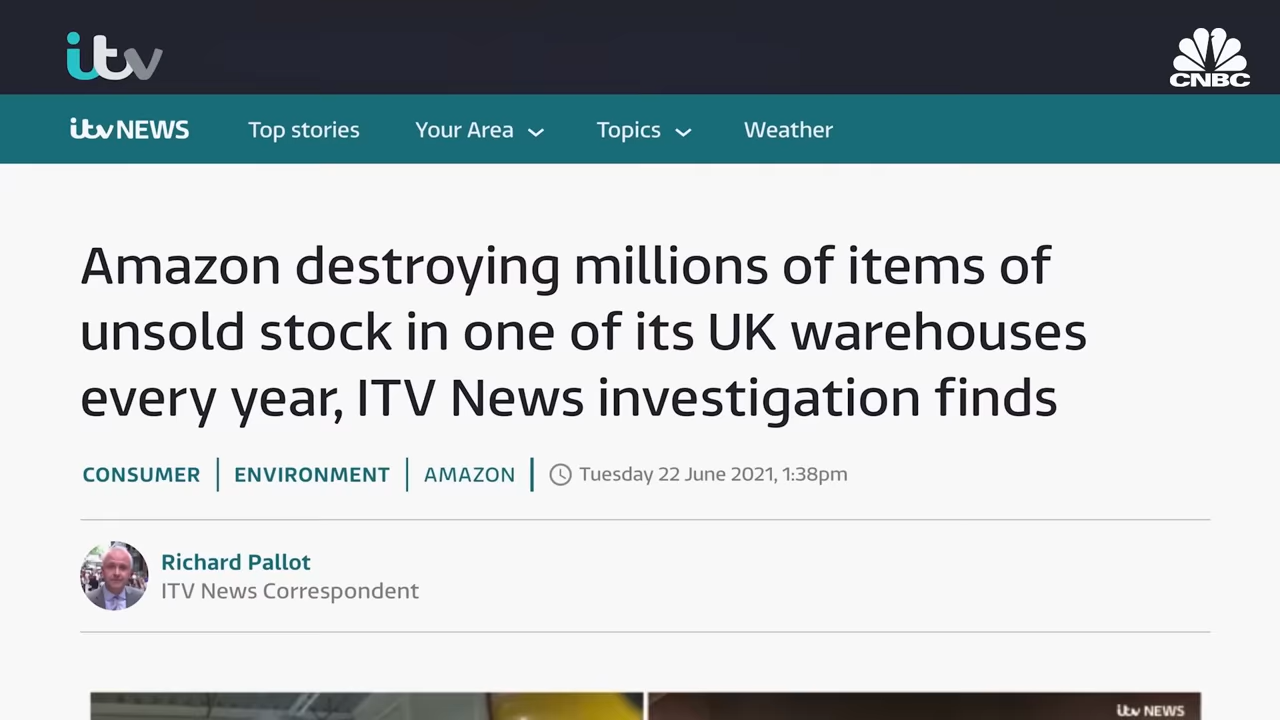 itv
CNBC
itv NEWS
Top stories
Your Area
Topics
Weather
Amazon destroying millions of items of
unsold stock in one of its UK warehouses
every year, ITV News investigation finds
CONSUMER | ENVIRONMENT | AMAZON | Tuesday 22 June 2021, 1:38pm
Richard Pallot
ITV News Correspondent
itv NEWS